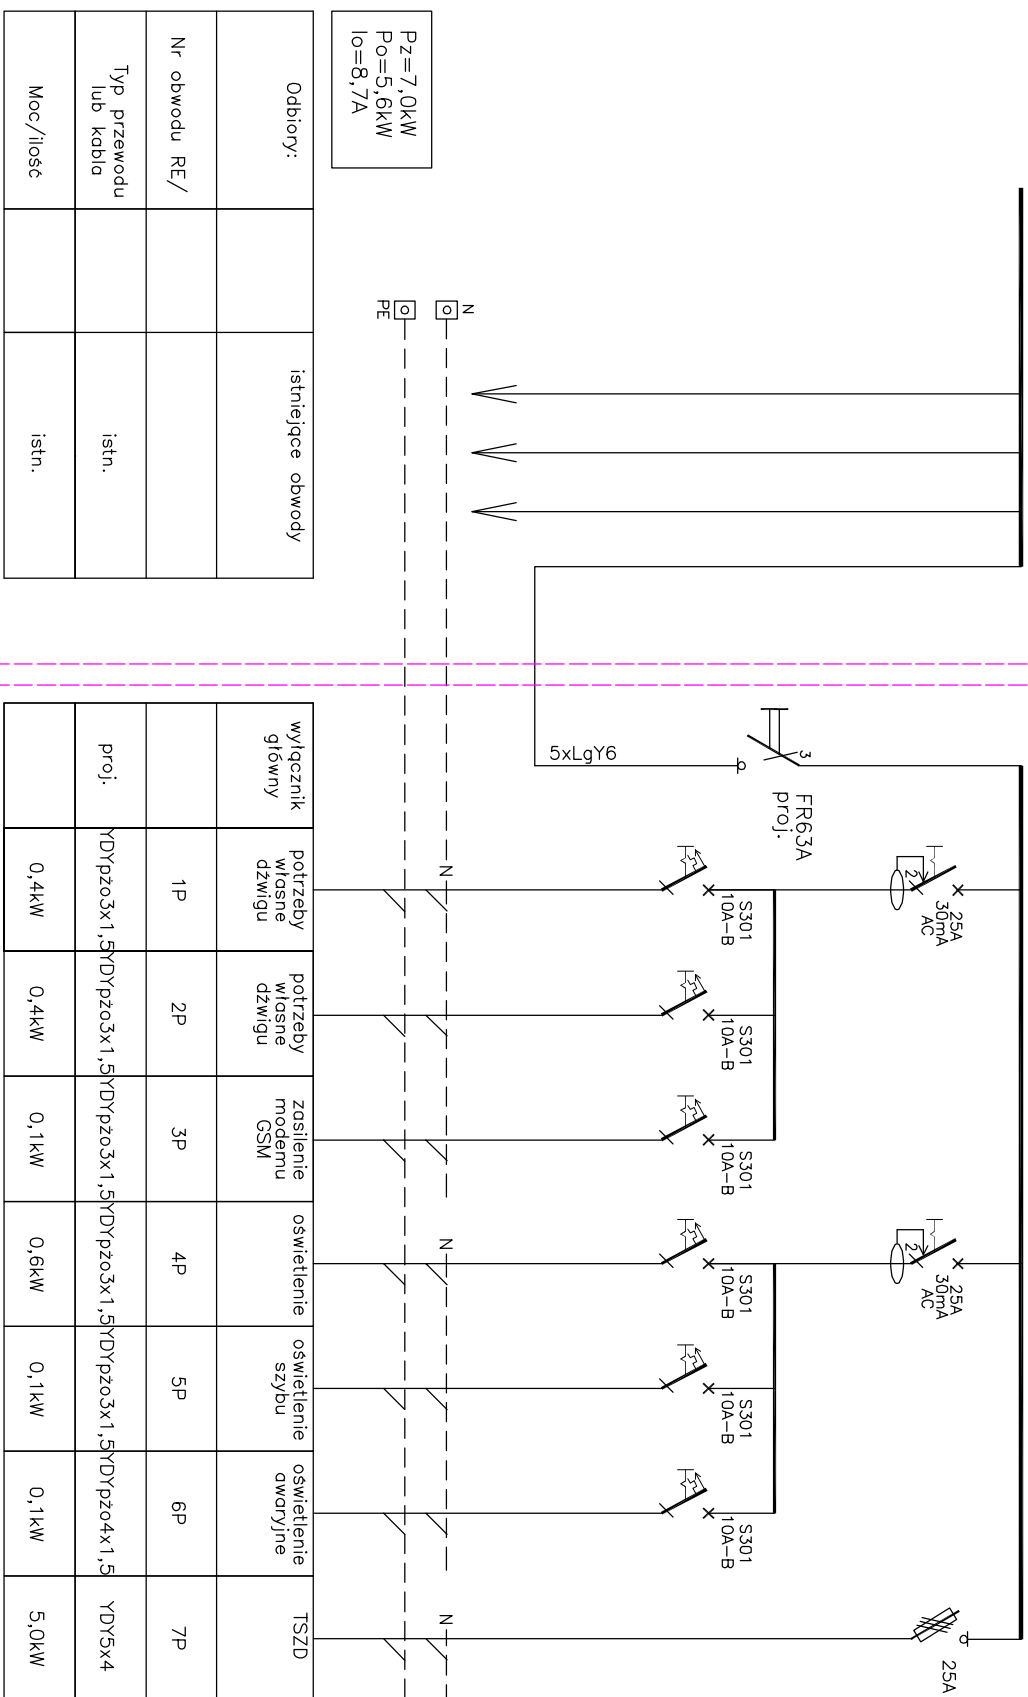 25A
30mA
AC
2
25A
30mA
AC
2
25A
3
FR63A
proj.
S301
10A-B
S301
10A-B
S301
10A-B
S301
10A-B
S301
10A-B
S301
10A-B
5xLgY6
N
N
N
N
PE
Pz=7,0kW
Po=5,6kW
Io=8,7A
Odbiory:
istniejące obwody
wyłącznik
główny
potrzeby
własne
dźwigu
potrzeby
własne
dźwigu
zasilenie
modemu
GSM
oświetlenie
oświetlenie
szybu
oświetlenie
awaryjne
TSZD
Nr obwodu RE/
1P
2P
3P
4P
5P
6P
7P
Typ przewodu
lub kabla
istn.
proj.
YDYpżo3x1,5
YDYpżo3x1,5
YDYpżo3x1,5
YDYpżo3x1,5
YDYpżo3x1,5
YDYpżo4x1,5
YDY5x4
Moc/ilość
istn.
0,4kW
0,4kW
0,1kW
0,6kW
0,1kW
0,1kW
5,0kW